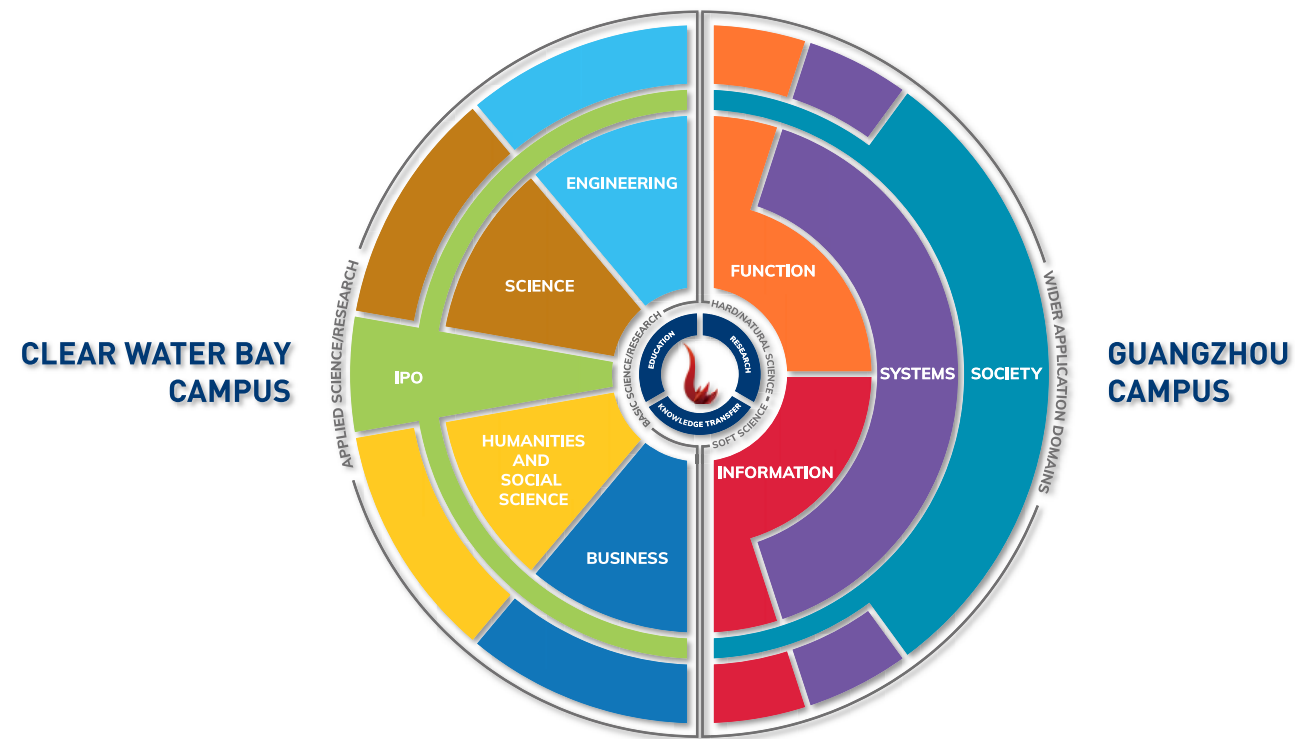 CLEAR WATER BAY
CAMPUS
APPLIED SCIENCE/RESEARCH
ENGINEERING
SCIENCE
IPO
HUMANITIES
AND
SOCIAL
SCIENCE
BUSINESS
BASIC SCIENCE/RESEARCH
EDUCATION
RESEARCH
KNOWLEDGE TRANSFER
HARD/NATURAL SCIENCE
SOFT SCIENCE
FUNCTION
INFORMATION
SYSTEMS
SOCIETY
WIDER APPLICATION DOMAINS
GUANGZHOU
CAMPUS